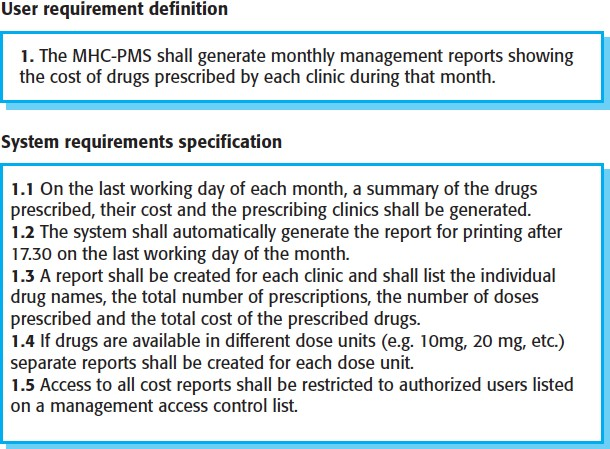 User requirement definition
1. The MHC-PMS shall generate monthly management reports showing
the cost of drugs prescribed by each clinic during that month.
System requirements specification
1.1 On the last working day of each month, a summary of the drugs
prescribed, their cost and the prescribing clinics shall be generated.
1.2 The system shall automatically generate the report for printing after
17.30 on the last working day of the month.
1.3 A report shall be created for each clinic and shall list the individual
drug names, the total number of prescriptions, the number of doses
prescribed and the total cost of the prescribed drugs.
1.4 If drugs are available in different dose units (e.g. 10mg, 20 mg, etc.)
separate reports shall be created for each dose unit.
1.5 Access to all cost reports shall be restricted to authorized users listed
on a management access control list.